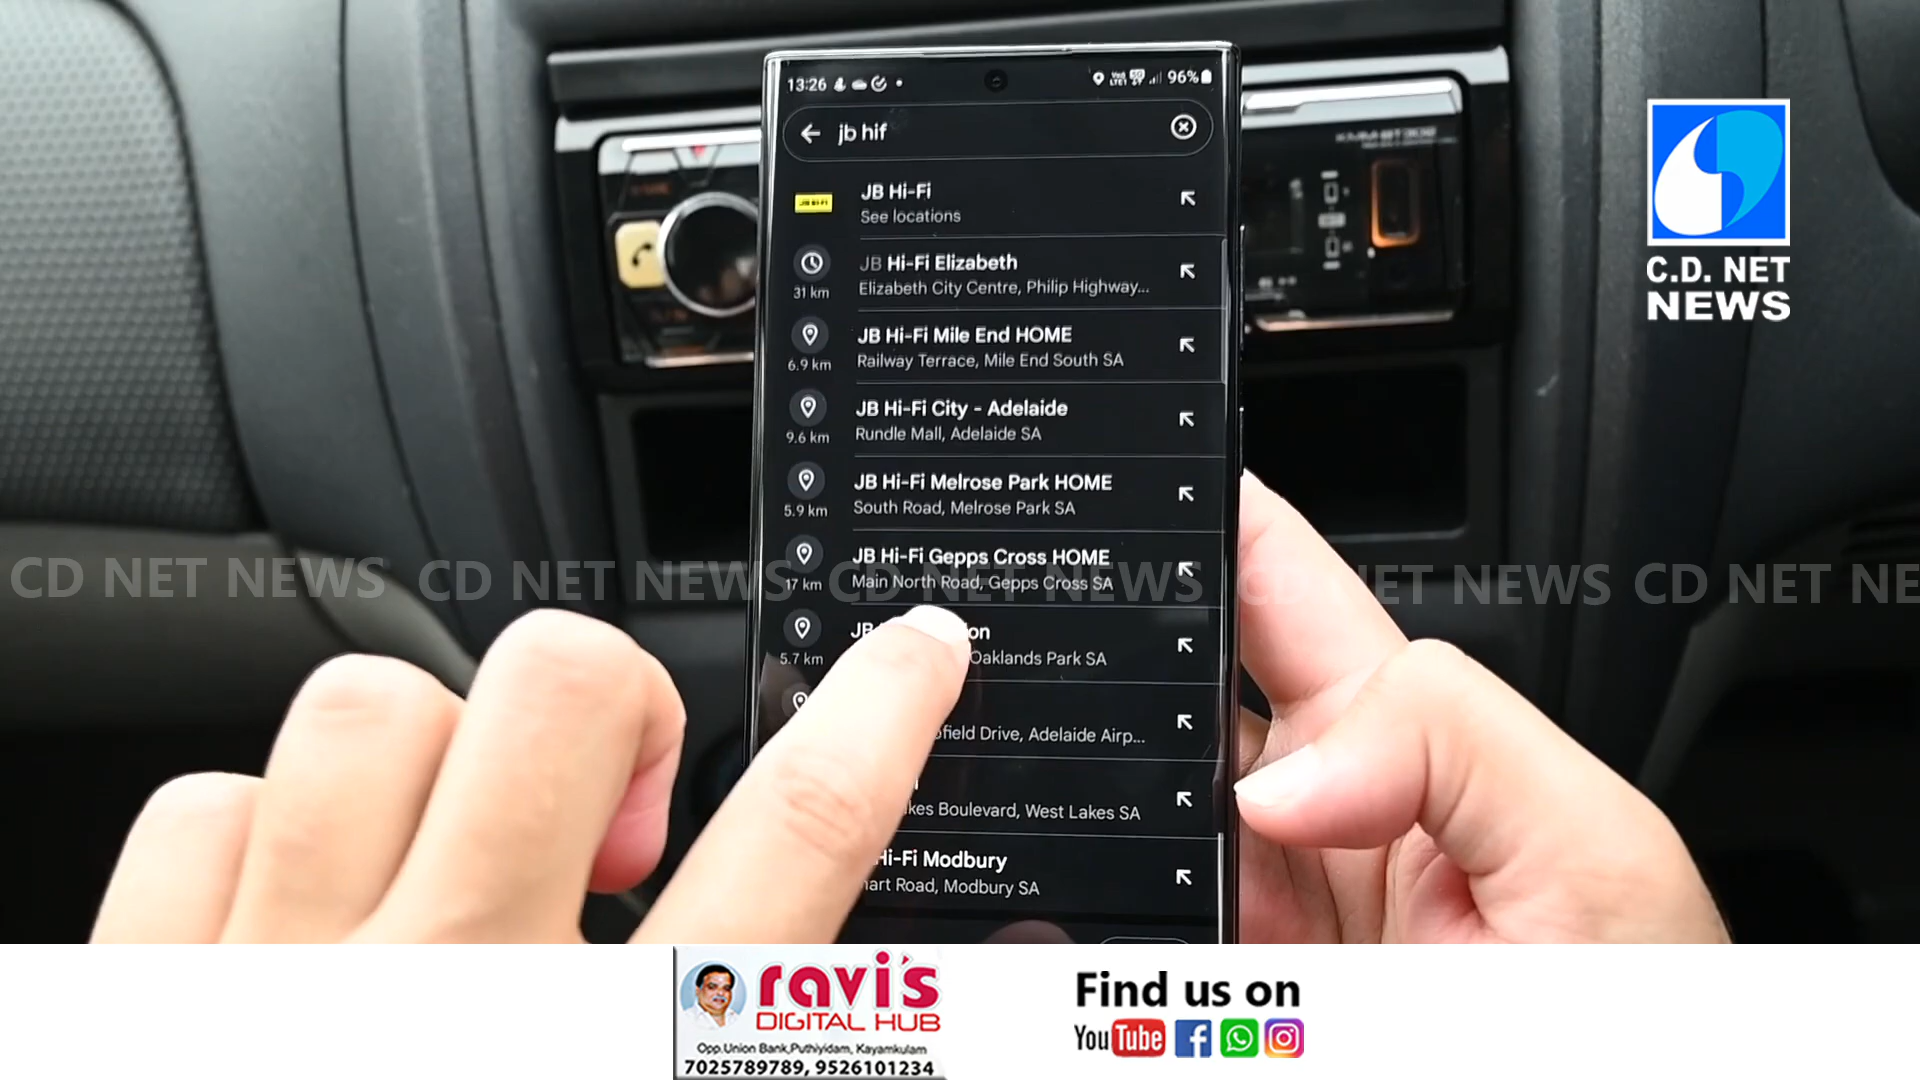 13:26
96%
jb hif
JB Hi-Fi
See locations
JB Hi-Fi Elizabeth
Elizabeth City Centre, Philip Highway...
31 km
JB Hi-Fi Mile End HOME
Railway Terrace, Mile End South SA
6.9 km
JB Hi-Fi City - Adelaide
Rundle Mall, Adelaide SA
9.6 km
JB Hi-Fi Melrose Park HOME
South Road, Melrose Park SA
5.9 km
JB Hi-Fi Gepps Cross HOME
Main North Road, Gepps Cross SA
17 km
JB
Oaklands Park SA
5.7 km
Drive, Adelaide Airp...
Boulevard, West Lakes SA
Hi-Fi Modbury
Road, Modbury SA
C.D. NET
NEWS
CD NET NEWS CD NET NEWS CD NET NEWS CD NET NEWS CD NET NE
ravi's
DIGITAL HUB
Opp.Union Bank,Puthiyidam, Kayamkulam
7025789789, 9526101234
Find us on
YouTube